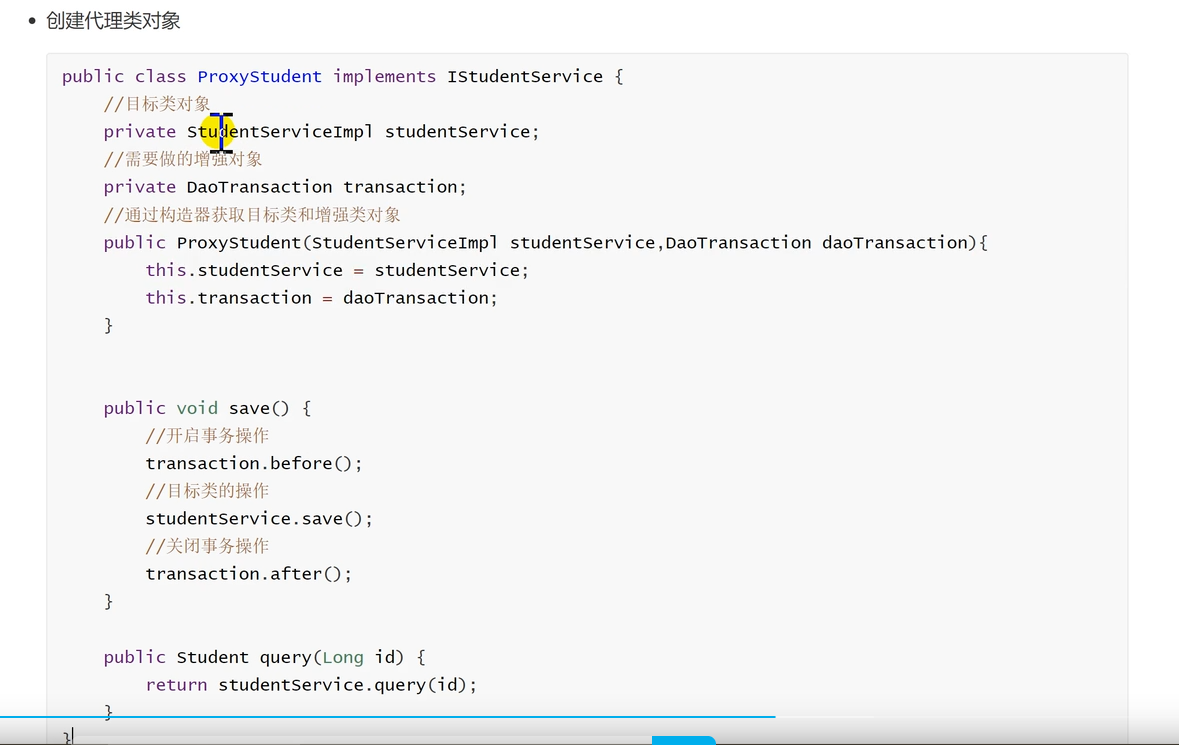 创建代理类对象
public class ProxyStudent implements IStudentService {
//目标类对象
private StudentServiceImpl studentService;
//需要做的增强对象
private DaoTransaction transaction;
//通过构造器获取目标类和增强类对象
public ProxyStudent(StudentServiceImpl studentService,DaoTransaction daoTransaction){
this.studentService = studentService;
this.transaction = daoTransaction;
}
public void save() {
//开启事务操作
transaction.before();
//目标类的操作
studentService.save();
//关闭事务操作
transaction.after();
}
public Student query(Long id) {
return studentService.query(id);
}
}